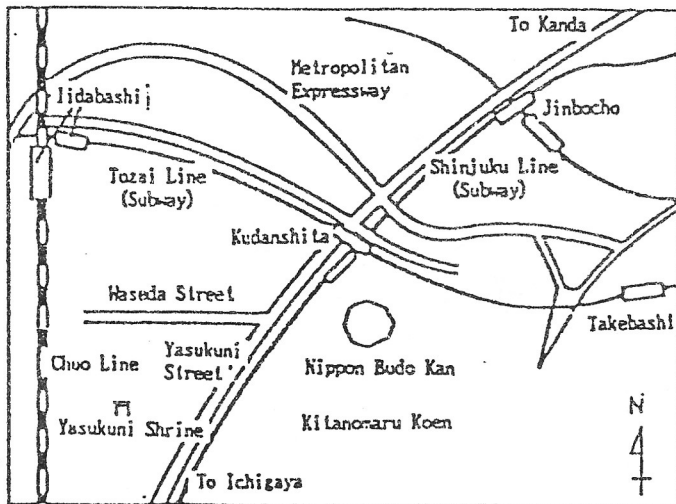 To Kanda
Metropolitan
Expressway
Iidabashi
Jinbocho
Shinjuku Line
(Subway)
Tozai Line
(Subway)
Kudanshita
Waseda Street
Takebashi
Chuo Line
Yasukuni
Street
Nippon Budo Kan
N
Yasukuni Shrine
Kitanomaru Koen
To Ichigaya